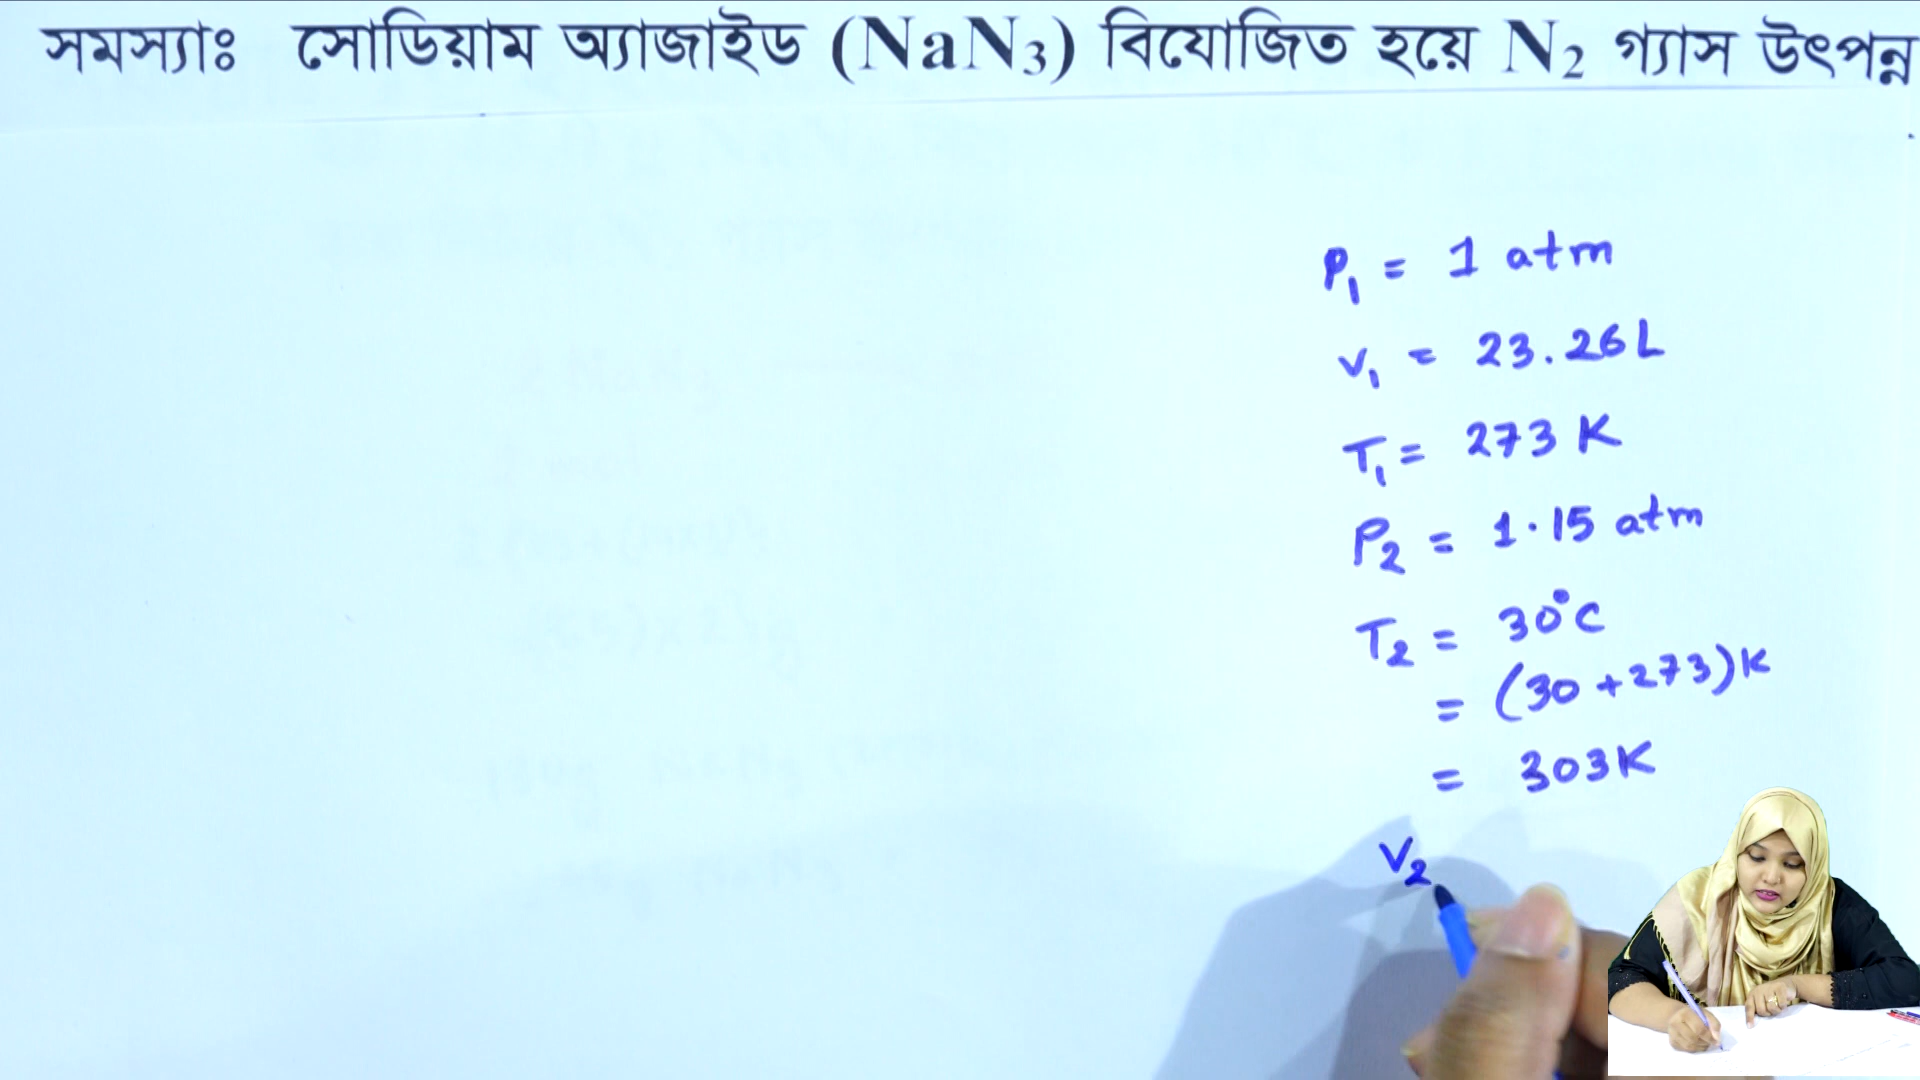 সমস্যাঃ সোডিয়াম অ্যাজাইড (NaN₃) বিযোজিত হয়ে N₂ গ্যাস উৎপন্ন
P₁ = 1 atm
V₁ = 23.26L
T₁ = 273 K
P₂ = 1.15 atm
T₂ = 30°C
= (30 + 273)K
= 303K
V₂